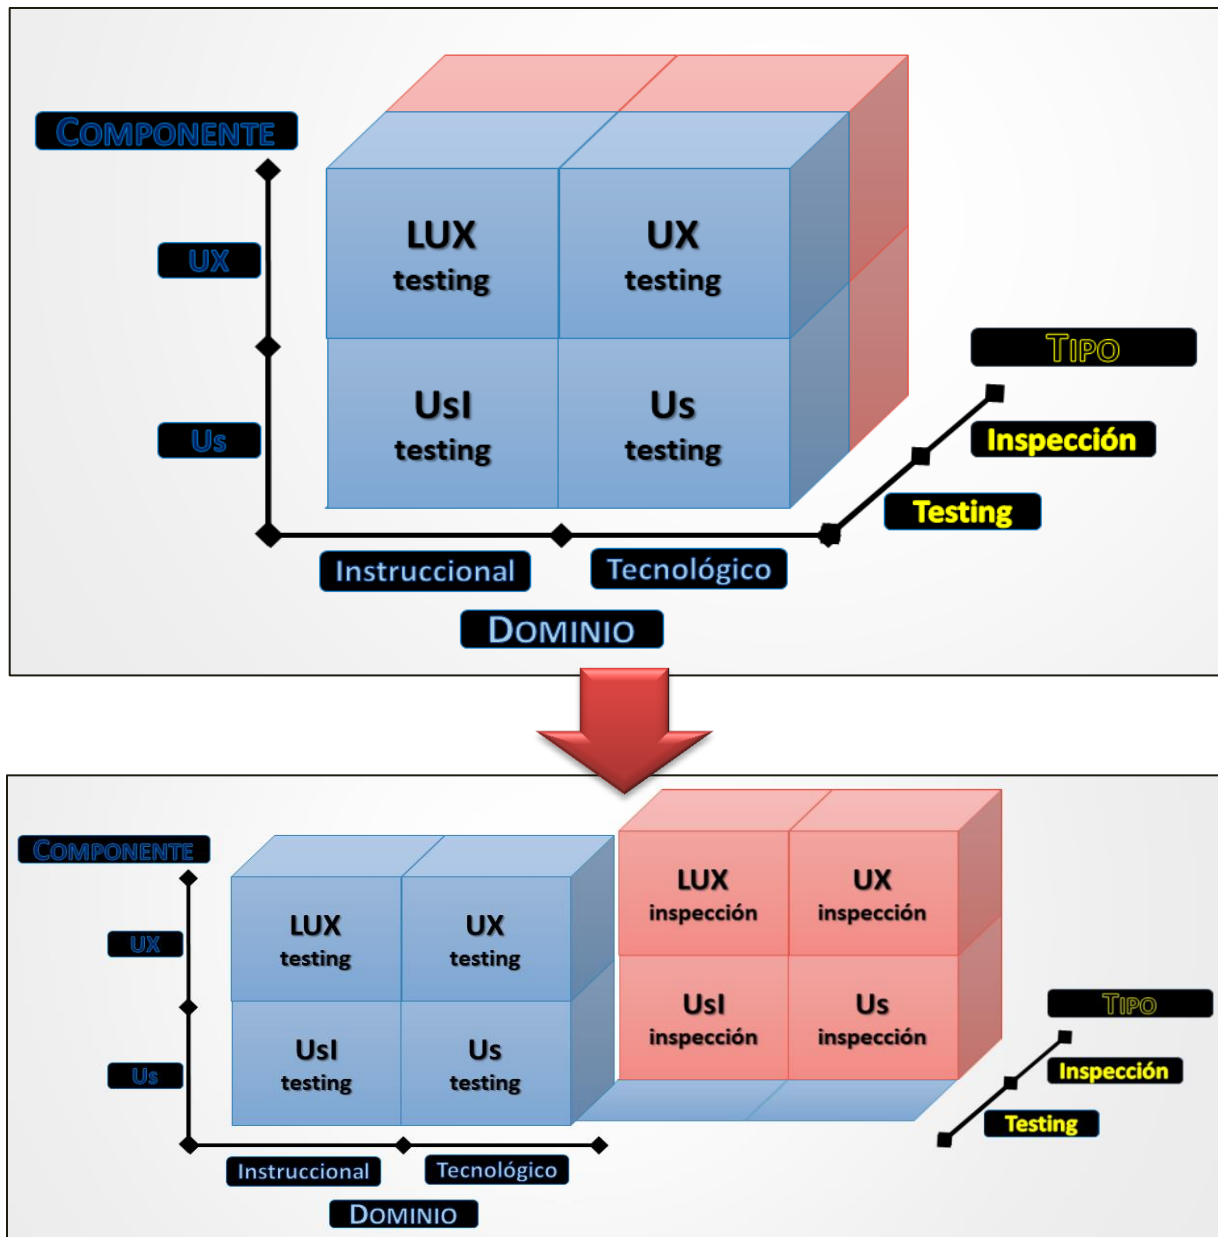 COMPONENTE
UX
Us
LUX
testing
UX
testing
UsI
testing
Us
testing
TIPO
Inspección
Testing
Instruccional
Tecnológico
DOMINIO
COMPONENTE
UX
Us
LUX
testing
UX
testing
UsI
testing
Us
testing
LUX
inspección
UX
inspección
UsI
inspección
Us
inspección
TIPO
Inspección
Testing
Instruccional
Tecnológico
DOMINIO